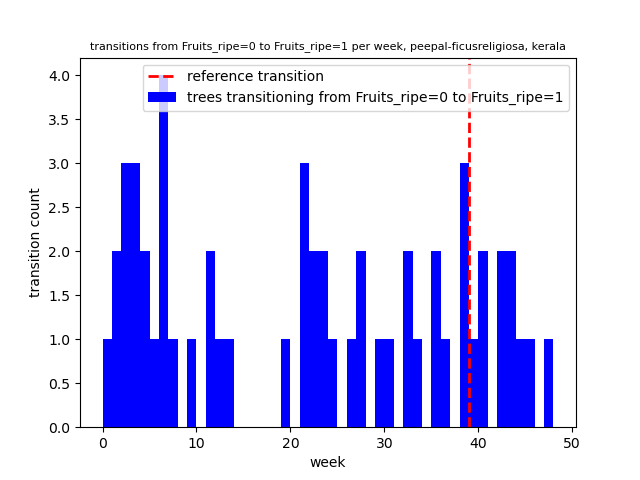 transitions from Fruits_ripe=0 to Fruits_ripe=1 per week, peepal-ficusreligiosa, kerala
reference transition
trees transitioning from Fruits_ripe=0 to Fruits_ripe=1
4.0
3.5
3.0
2.5
2.0
1.5
1.0
0.5
0.0
transition count
0 10 20 30 40 50
week